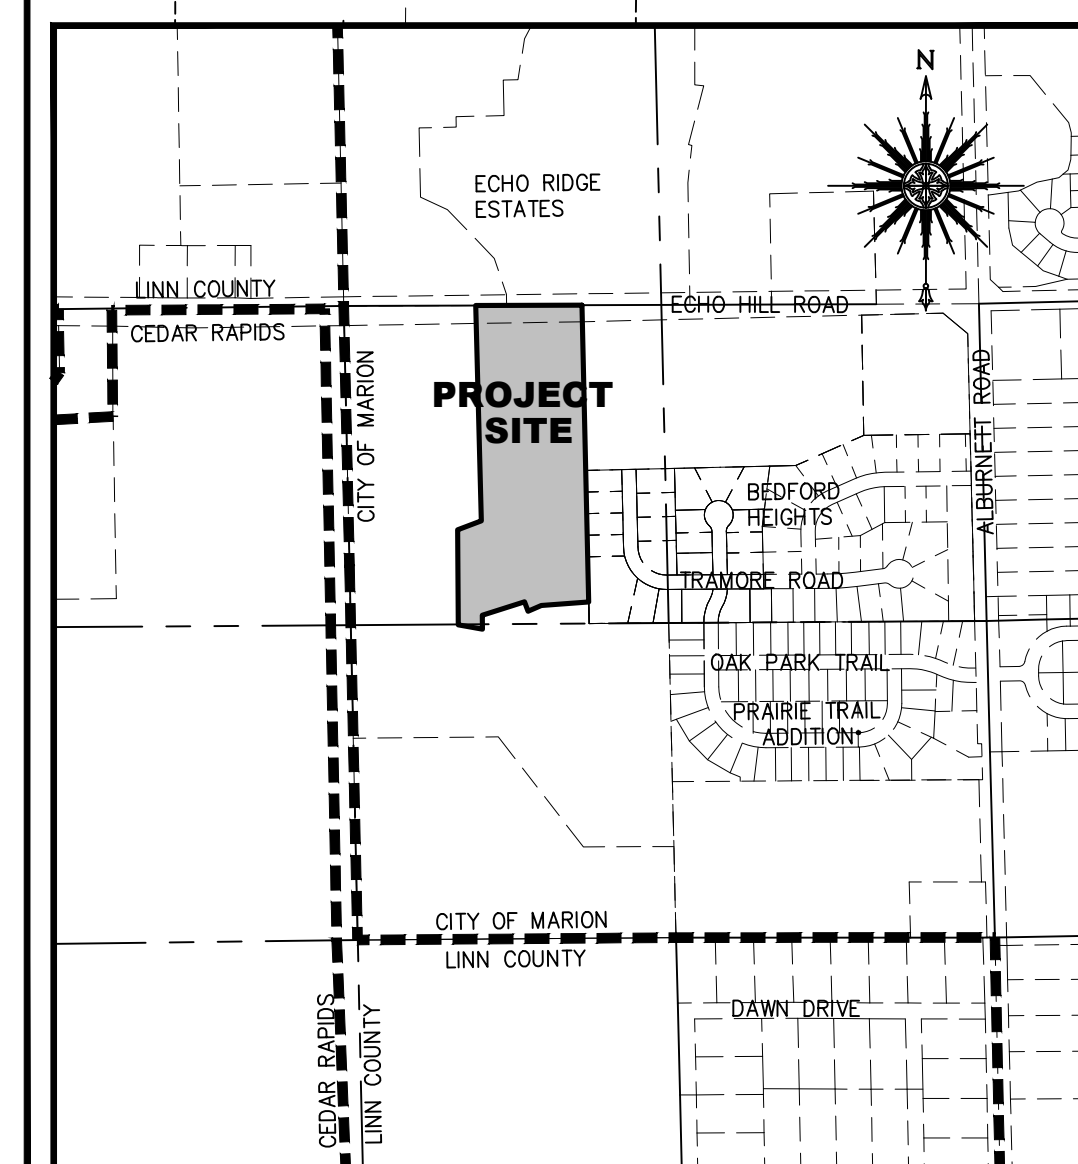 N
ECHO RIDGE
ESTATES
LINN COUNTY
ECHO HILL ROAD
CEDAR RAPIDS
CITY OF MARION
ALBURNETT ROAD
PROJECT
SITE
BEDFORD
HEIGHTS
TRAMORE ROAD
OAK PARK TRAIL
PRAIRIE TRAIL
ADDITION
CITY OF MARION
LINN COUNTY
CEDAR RAPIDS
LINN COUNTY
DAWN DRIVE